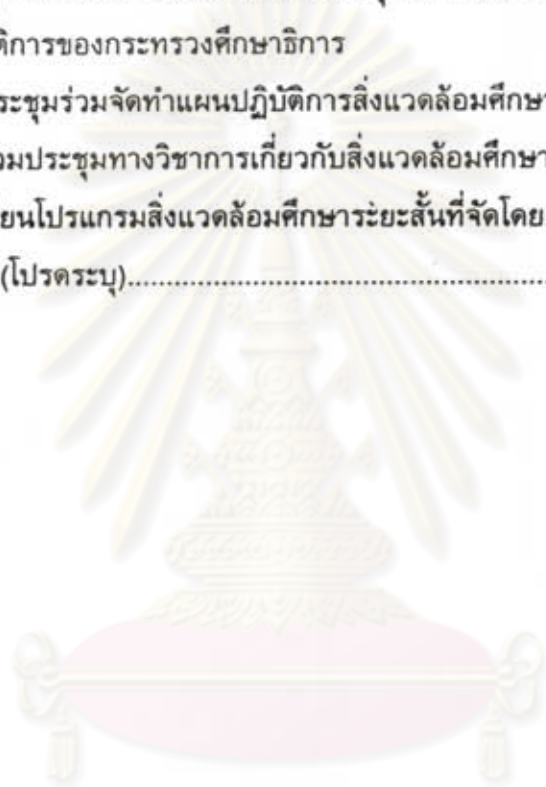 ติการของกระทรวงศึกษาธิการ
ระชุมร่วมจัดทำแผนปฏิบัติการสิ่งแวดล้อมศึกษา
วมประชุมทางวิชาการเกี่ยวกับสิ่งแวดล้อมศึกษา
ยนโปรแกรมสิ่งแวดล้อมศึกษาระยะสั้นที่จัดโดย
(โปรดระบุ)......................................................